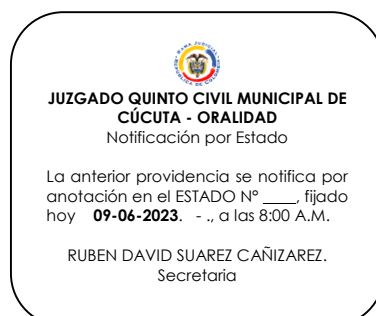 JUZGADO QUINTO CIVIL MUNICIPAL DE
CÚCUTA - ORALIDAD
Notificación por Estado
La anterior providencia se notifica por
anotación en el ESTADO N° ____, fijado
hoy 09-06-2023. - ., a las 8:00 A.M.
RUBEN DAVID SUAREZ CAÑIZAREZ.
Secretaria